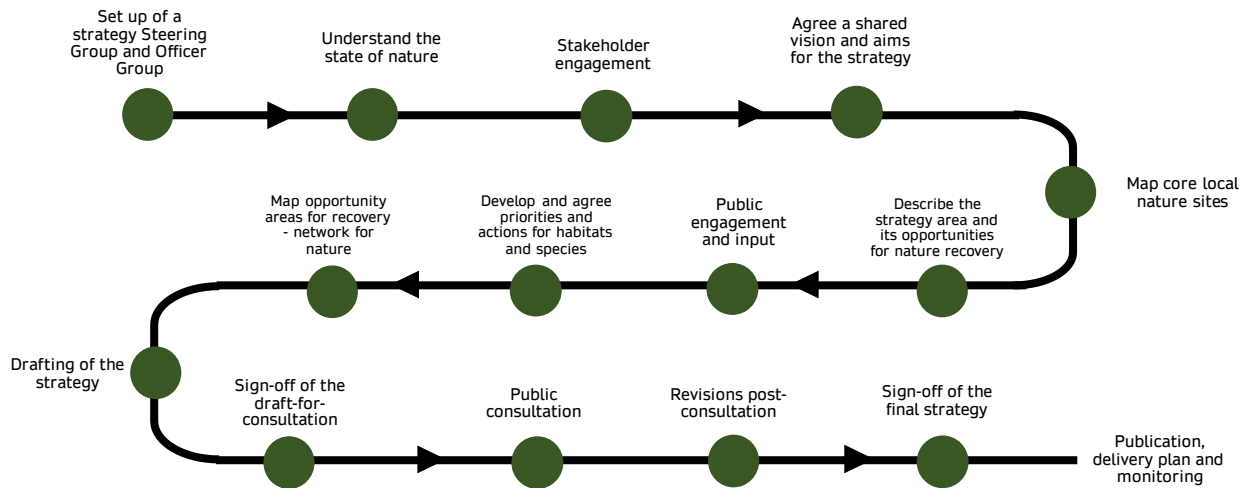 Set up of a
strategy Steering
Group and Officer
Group
Understand the
state of nature
Stakeholder
engagement
Agree a shared
vision and aims
for the strategy
Map core local
nature sites
Describe the
strategy area and
its opportunities
for nature recovery
Public
engagement
and input
Develop and agree
priorities and
actions for habitats
and species
Map opportunity
areas for recovery
- network for
nature
Drafting of the
strategy
Sign-off of the
draft-for-
consultation
Public
consultation
Revisions post-
consultation
Sign-off of the
final strategy
Publication,
delivery plan and
monitoring